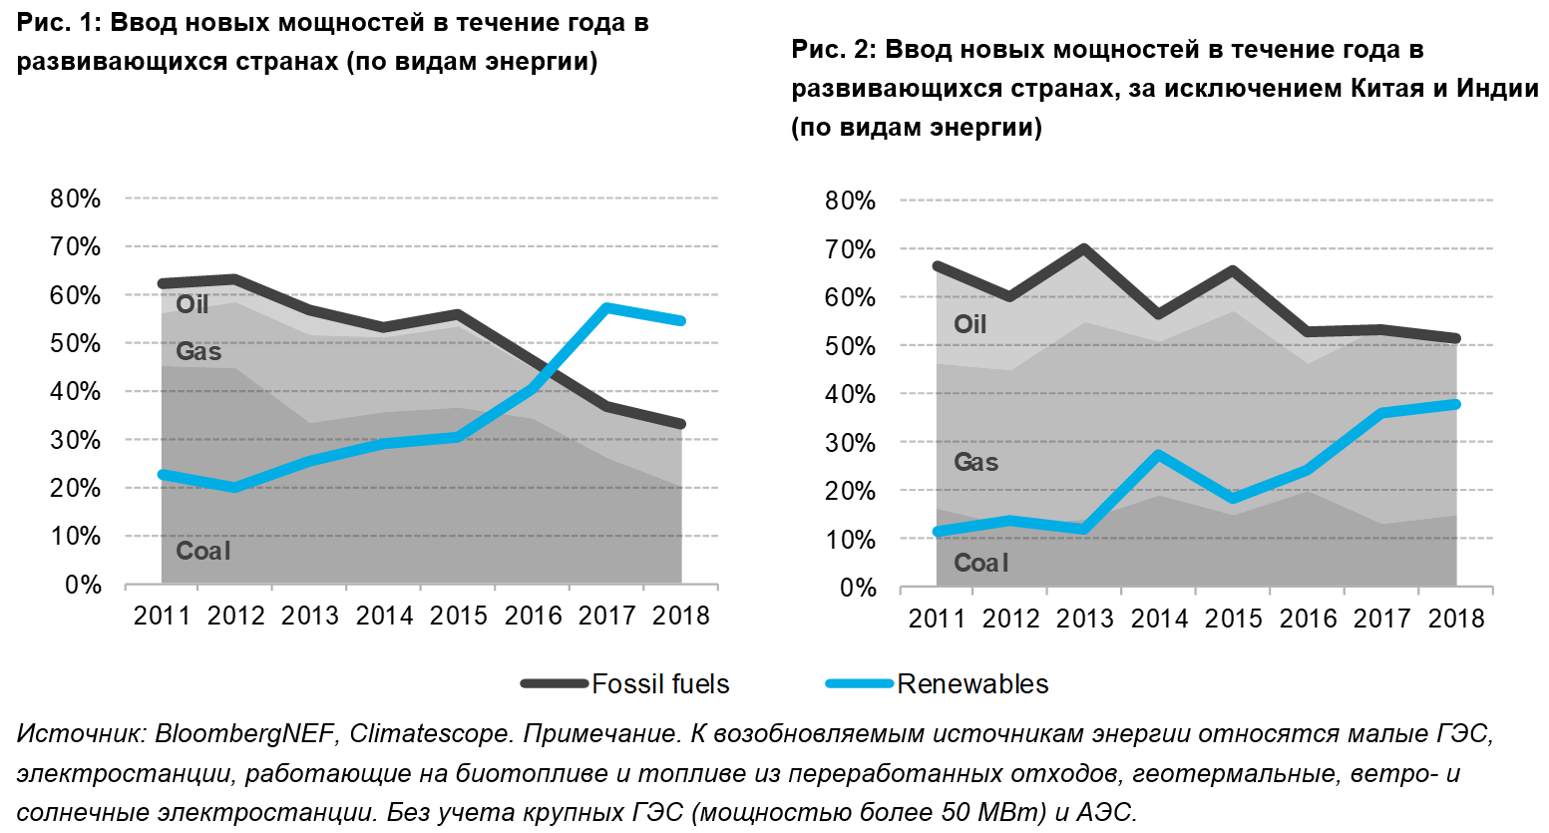 Рис. 1: Ввод новых мощностей в течение года в
развивающихся странах (по видам энергии)
Рис. 2: Ввод новых мощностей в течение года в
развивающихся странах, за исключением Китая и Индии
(по видам энергии)
80%
70%
60%
50%
40%
30%
20%
10%
0%
Oil
Gas
Coal
2011 2012 2013 2014 2015 2016 2017 2018
80%
70%
60%
50%
40%
30%
20%
10%
0%
Oil
Gas
Coal
2011 2012 2013 2014 2015 2016 2017 2018
Fossil fuels
Renewables
Источник: BloombergNEF, Climatescope. Примечание. К возобновляемым источникам энергии относятся малые ГЭС,
электростанции, работающие на биотопливе и топливе из переработанных отходов, геотермальные, ветро- и
солнечные электростанции. Без учета крупных ГЭС (мощностью более 50 МВт) и АЭС.